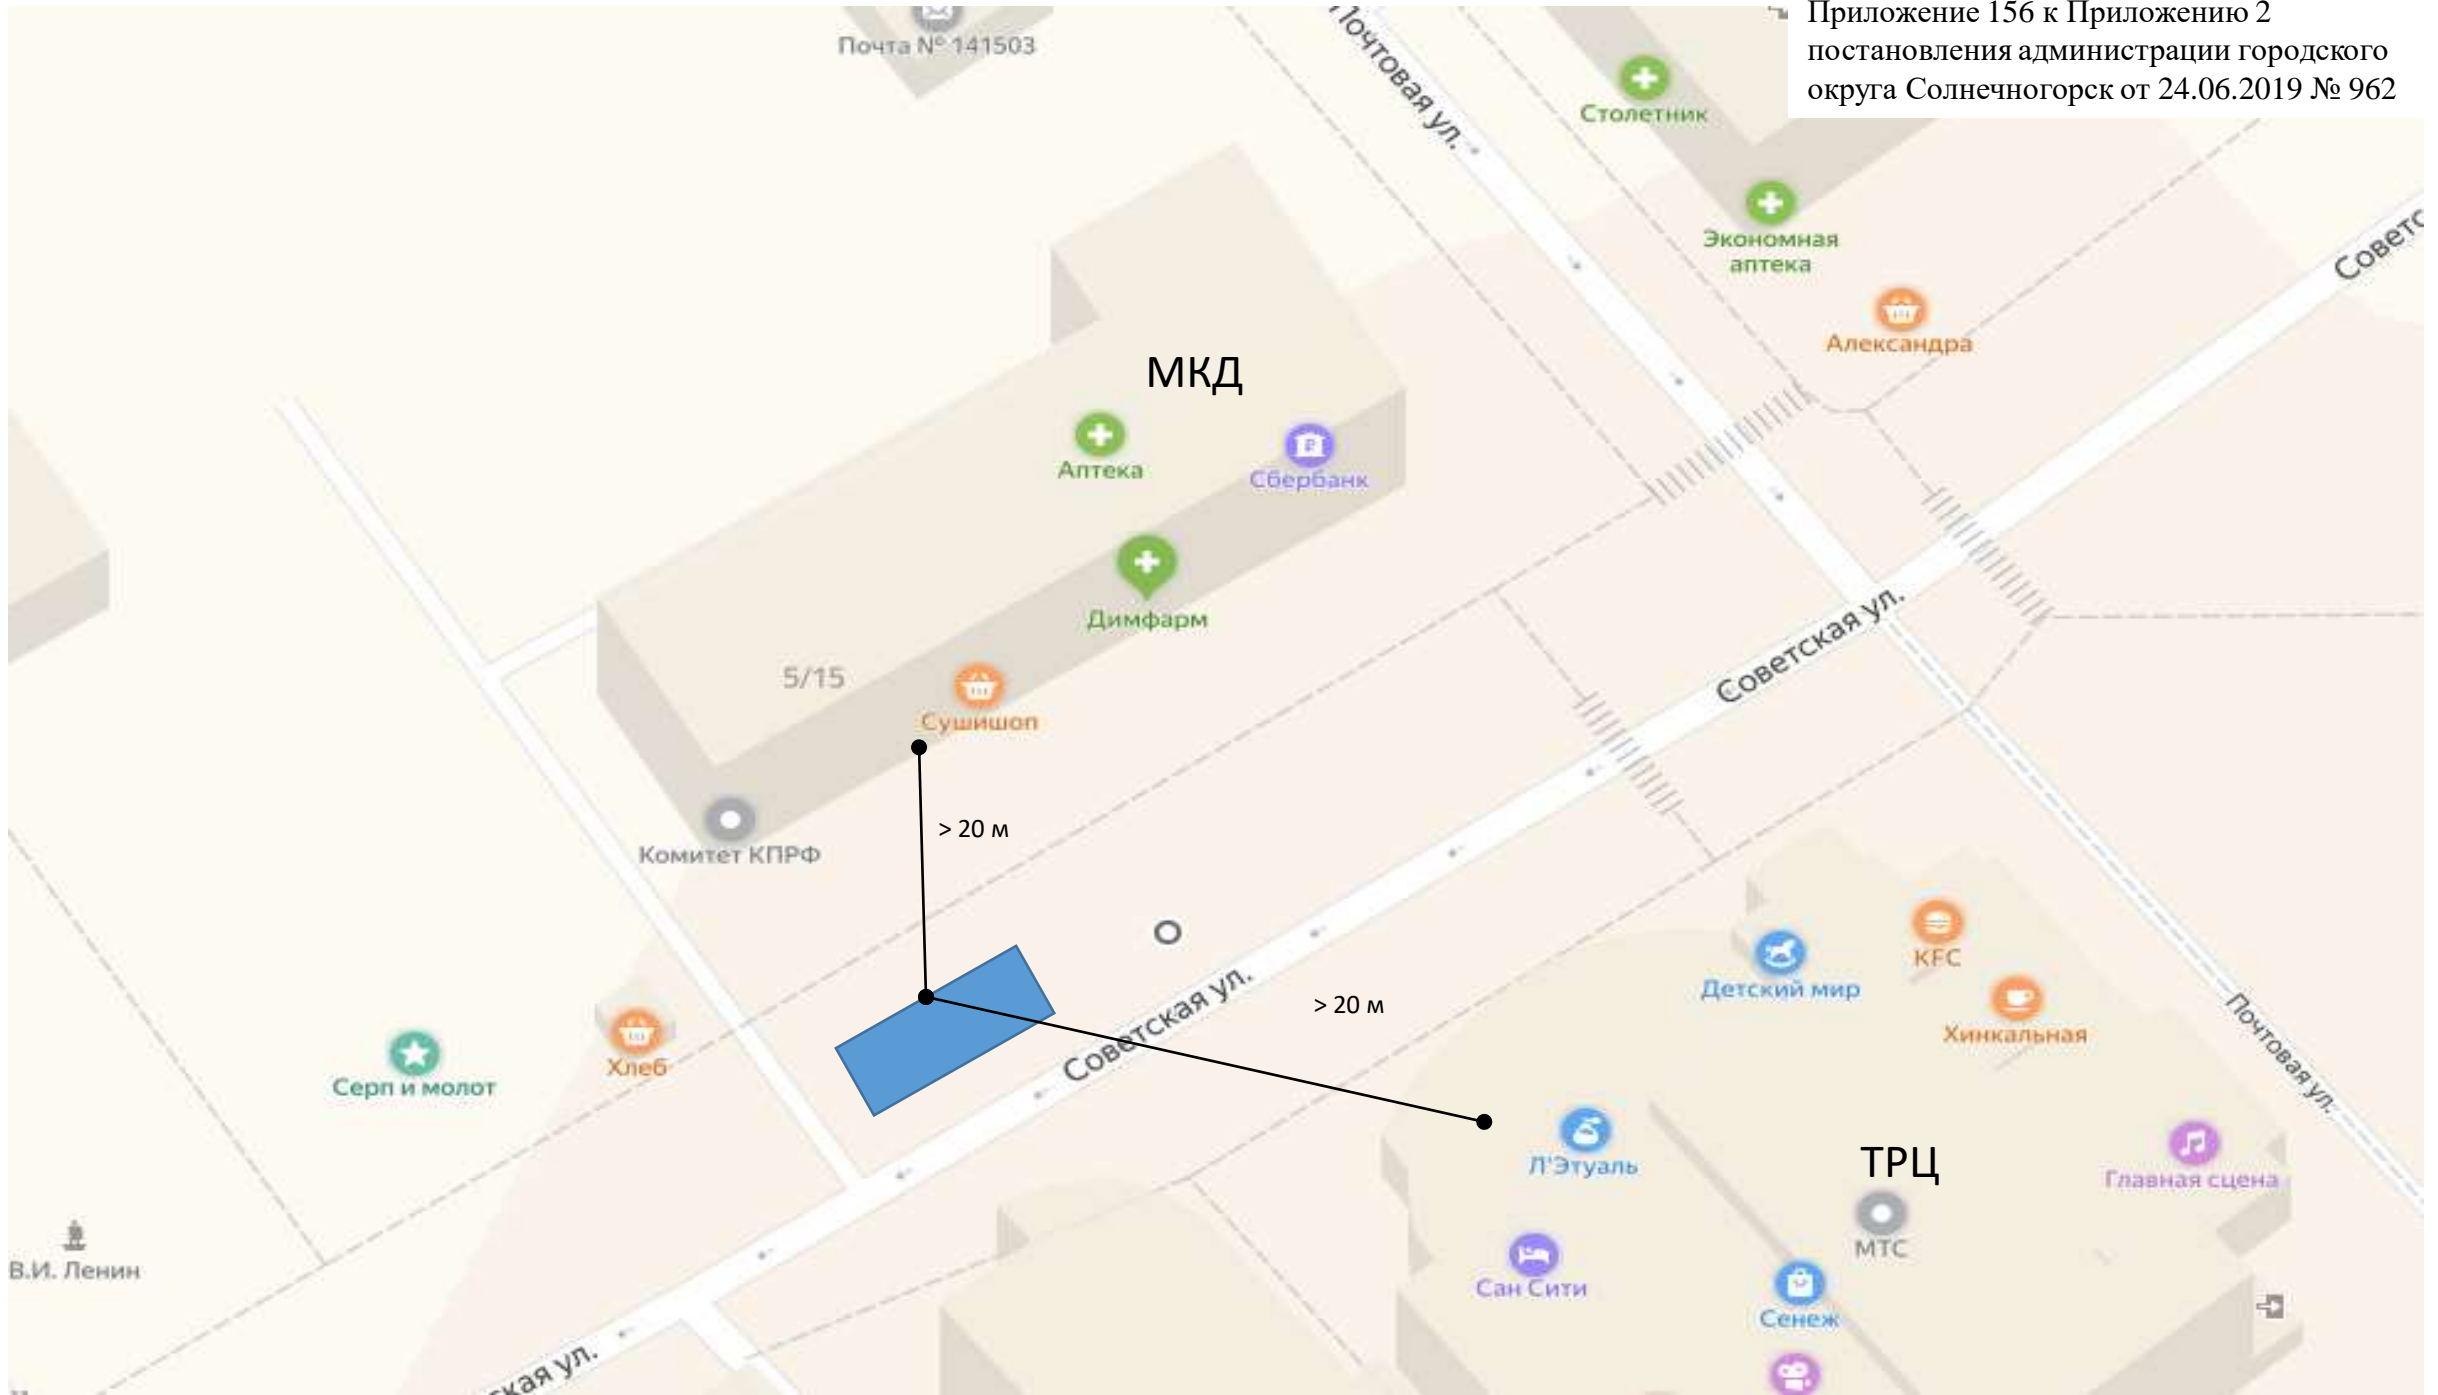 Приложение 156 к Приложению 2
постановления администрации городского
округа Солнечногорск от 24.06.2019 № 962
Почта № 141503
Почтовая ул.
Столетник
Экономная
аптека
Советс
Александра
МКД
Аптека
Сбербанк
Димфарм
5/15
Сушишоп
Советская ул.
> 20 м
Комитет КПРФ
Детский мир
KFC
Хинкальная
> 20 м
Советская ул.
Хлеб
Серп и молот
Почтовая ул.
Л'Этуаль
ТРЦ
Главная сцена
МТС
В.И. Ленин
Сан Сити
Сенеж
ская ул.